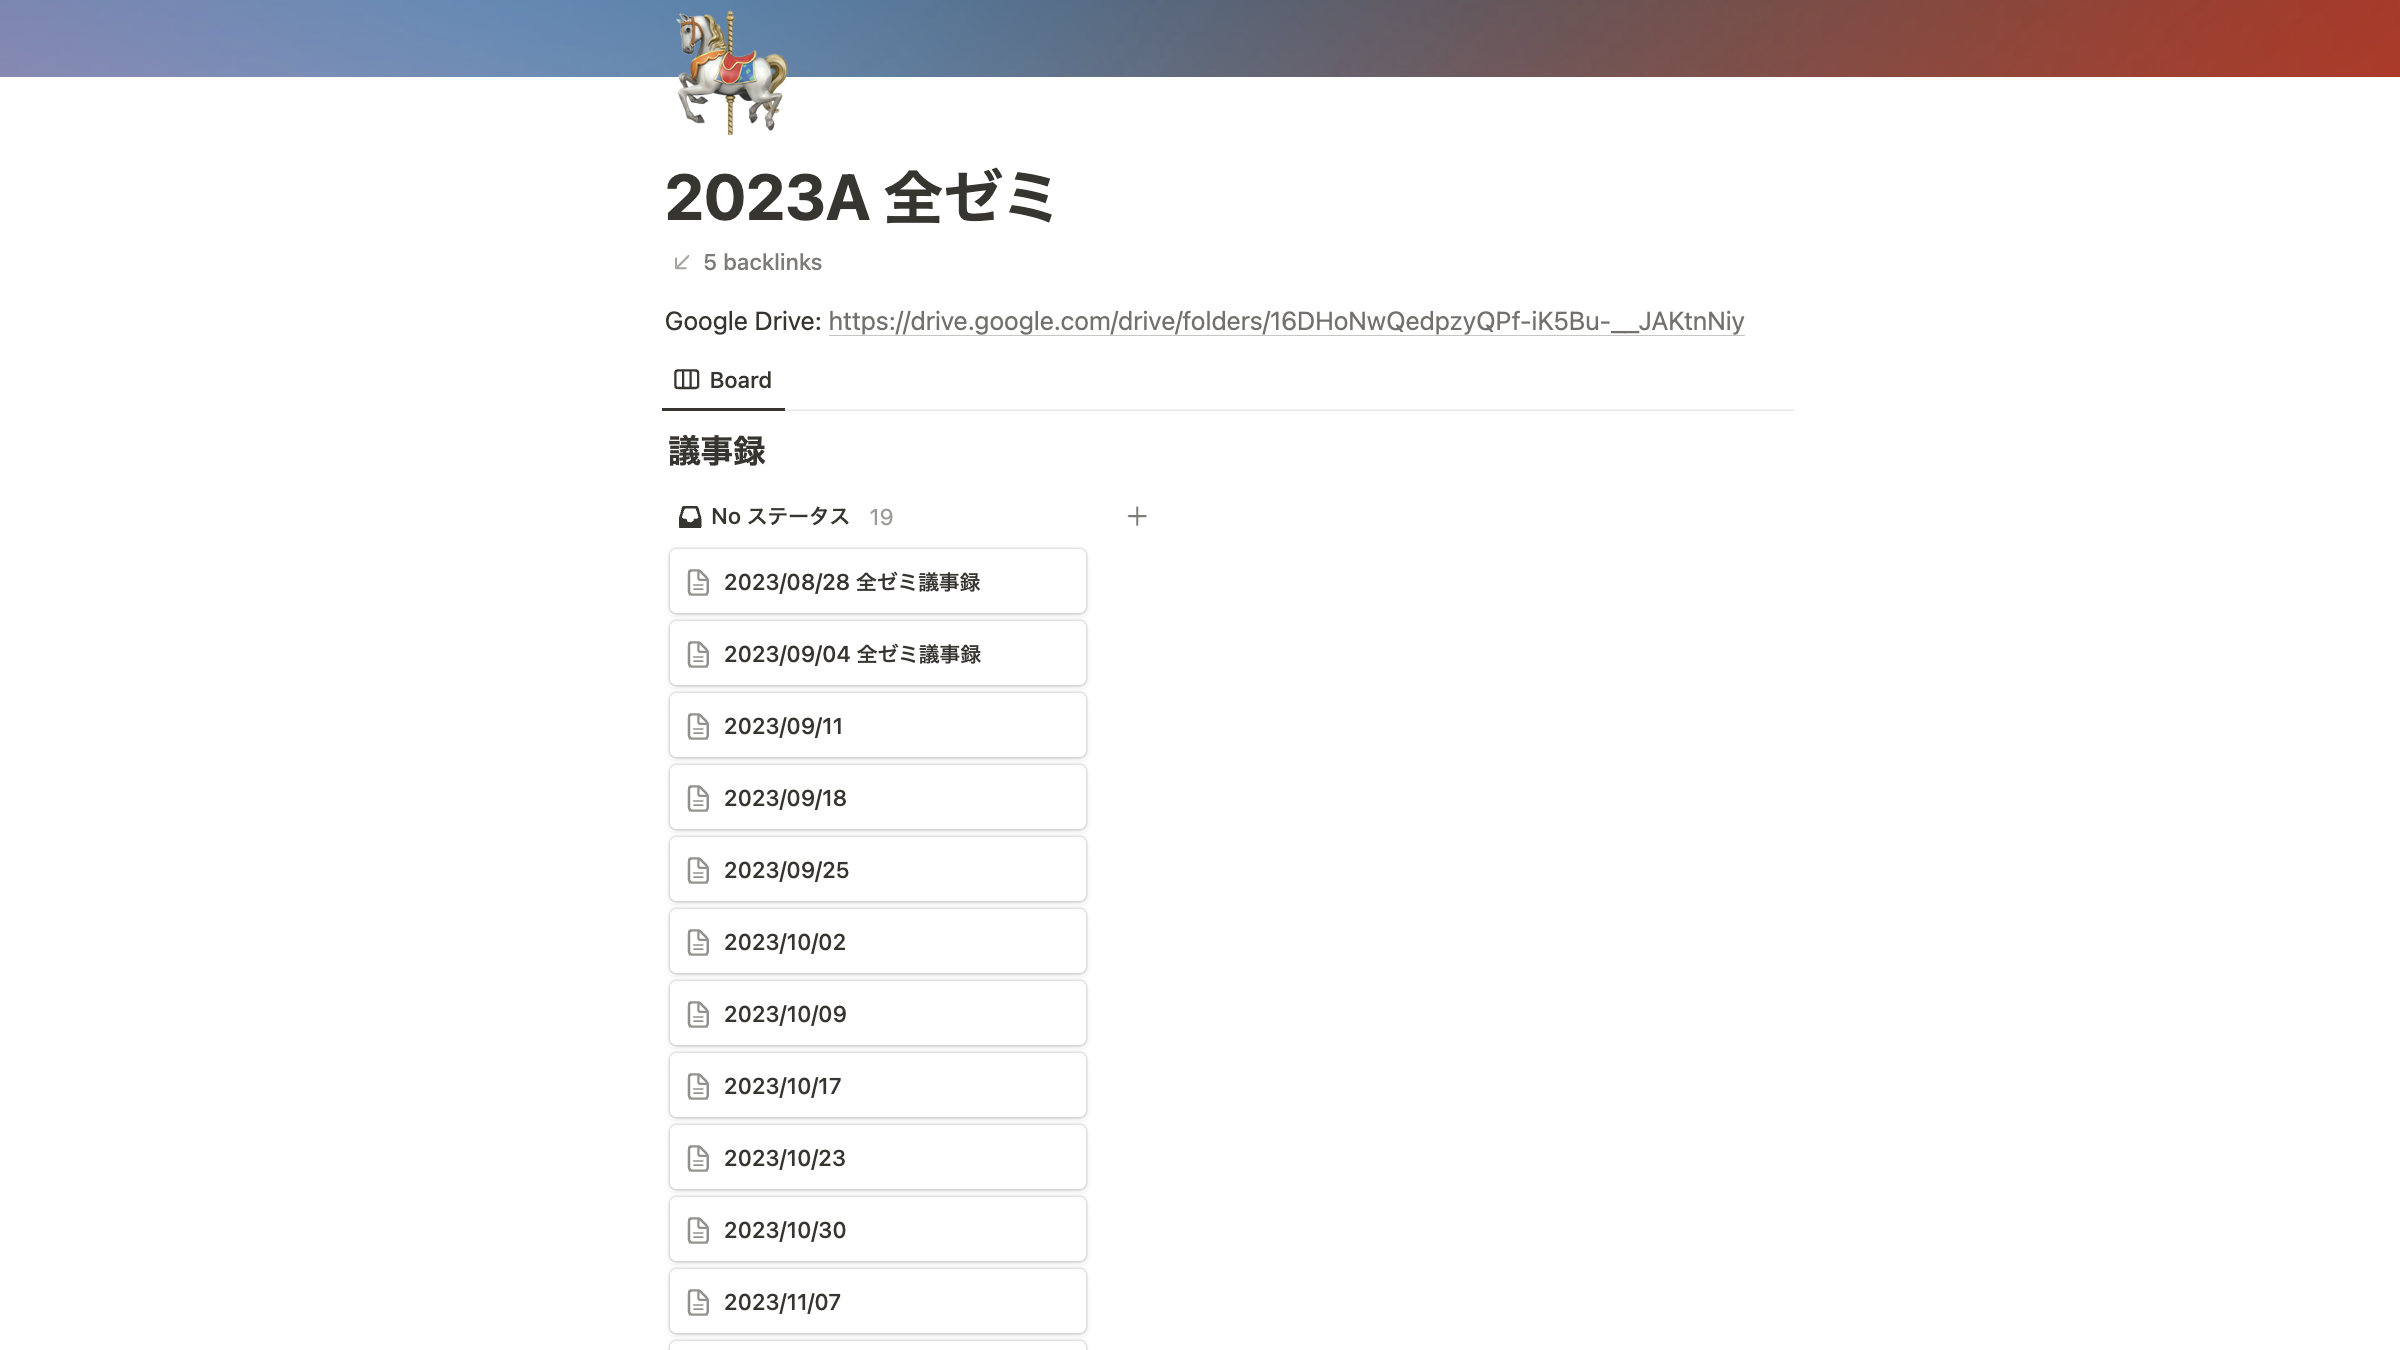 2023A 全ゼミ
5 backlinks
Google Drive: https://drive.google.com/drive/folders/16DHoNwQedpzyQPf-iK5Bu-__JAKtnNiy
Board
議事録
No ステータス 19
2023/08/28 全ゼミ議事録
2023/09/04 全ゼミ議事録
2023/09/11
2023/09/18
2023/09/25
2023/10/02
2023/10/09
2023/10/17
2023/10/23
2023/10/30
2023/11/07